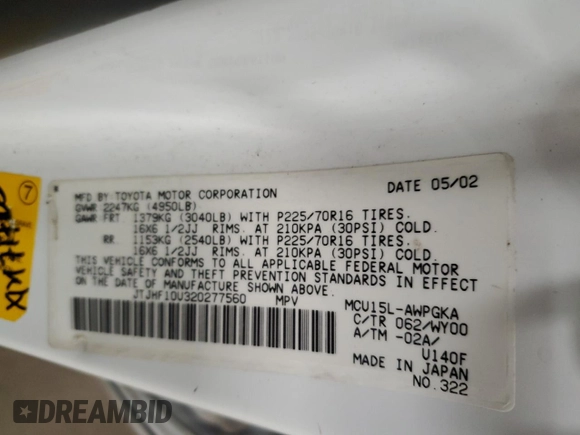 MFD BY TOYOTA MOTOR CORPORATION DATE 05/02
GVWR 2247KG (4950LB)
GAWR FRT 1379KG (3040LB) WITH P225/70R16 TIRES.
16X6 1/2JJ RIMS. AT 210KPA (30PSI) COLD.
RR 1153KG (2540LB) WITH P225/70R16 TIRES.
16X6 1/2JJ RIMS. AT 210KPA (30PSI) COLD.
THIS VEHICLE CONFORMS TO ALL APPLICABLE FEDERAL MOTOR
VEHICLE SAFETY AND THEFT PREVENTION STANDARDS IN EFFECT
ON THE DATE OF MANUFACTURE SHOWN ABOVE.
JTJHF10U320277560 MPV MCU15L-AWPGKA
C/TR 062/WY00
A/TM -02A/
U140F
MADE IN JAPAN
NO.322
7
DREAMBID